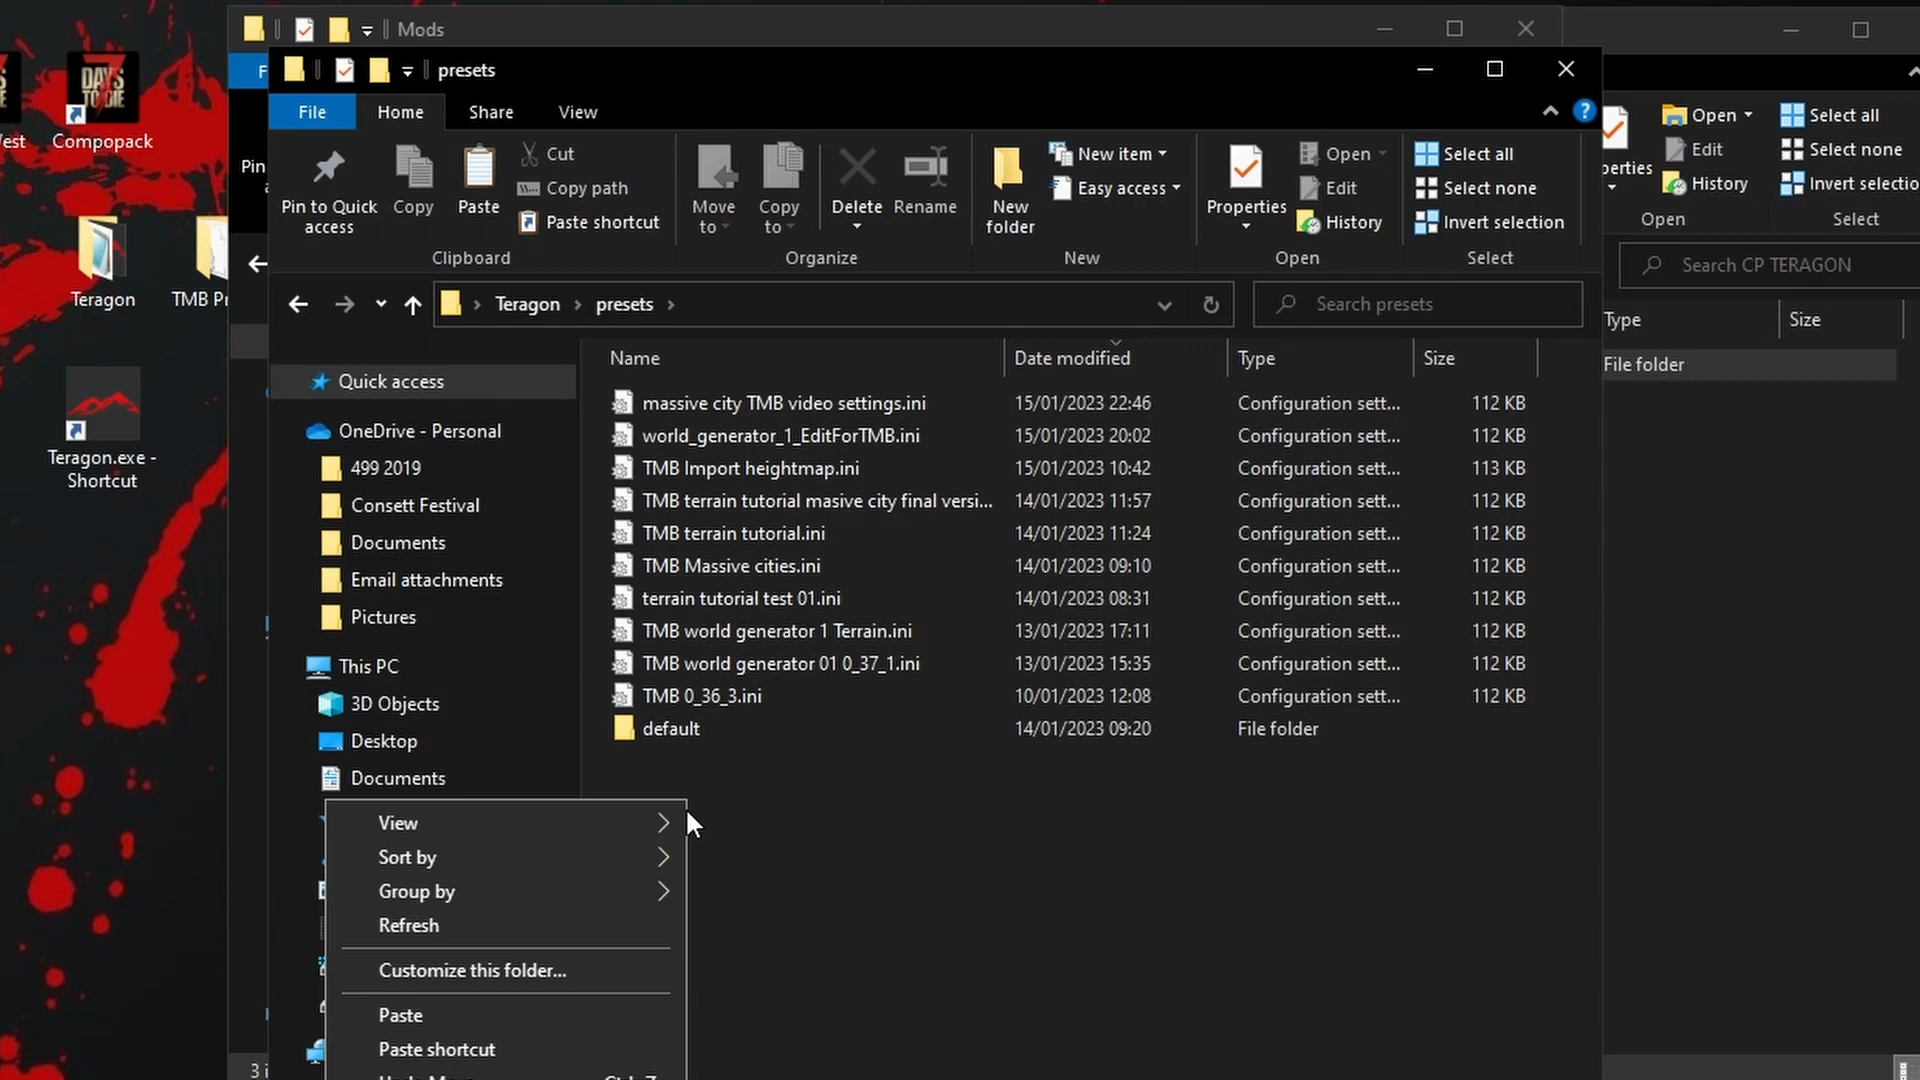 Mods
presets
File
Home
Share
View
Pin to Quick access
Copy
Paste
Cut
Copy path
Paste shortcut
Clipboard
Move to
Copy to
Delete
Rename
Organize
New folder
New item
Easy access
New
Properties
Open
Edit
History
Open
Select all
Select none
Invert selection
Select
Open
Edit
History
Open
Select all
Select none
Invert selectio
Select
Search CP TERAGON
Type
Size
File folder
Teragon
presets
Search presets
Name
Date modified
Type
Size
massive city TMB video settings.ini 15/01/2023 22:46 Configuration sett... 112 KB
world_generator_1_EditForTMB.ini 15/01/2023 20:02 Configuration sett... 112 KB
TMB Import heightmap.ini 15/01/2023 10:42 Configuration sett... 113 KB
TMB terrain tutorial masive city final versi... 14/01/2023 11:57 Configuration sett... 112 KB
TMB terrain tutorial.ini 14/01/2023 11:24 Configuration sett... 112 KB
TMB Massive cities.ini 14/01/2023 09:10 Configuration sett... 112 KB
terrain tutorial test 01.ini 14/01/2023 08:31 Configuration sett... 112 KB
TMB world generator 1 Terrain.ini 13/01/2023 17:11 Configuration sett... 112 KB
TMB world generator 01 0_37_1.ini 13/01/2023 15:35 Configuration sett... 112 KB
TMB 0_36_3.ini 10/01/2023 12:08 Configuration sett... 112 KB
default 14/01/2023 09:20 File folder
Quick access
OneDrive - Personal
499 2019
Consett Festival
Documents
Email attachments
Pictures
This PC
3D Objects
Desktop
Documents
View
Sort by
Group by
Refresh
Customize this folder...
Paste
Paste shortcut
DAYS
TO DIE
Compopack
Teragon
TMB Pr
Teragon.exe -
Shortcut
Pin
3 i